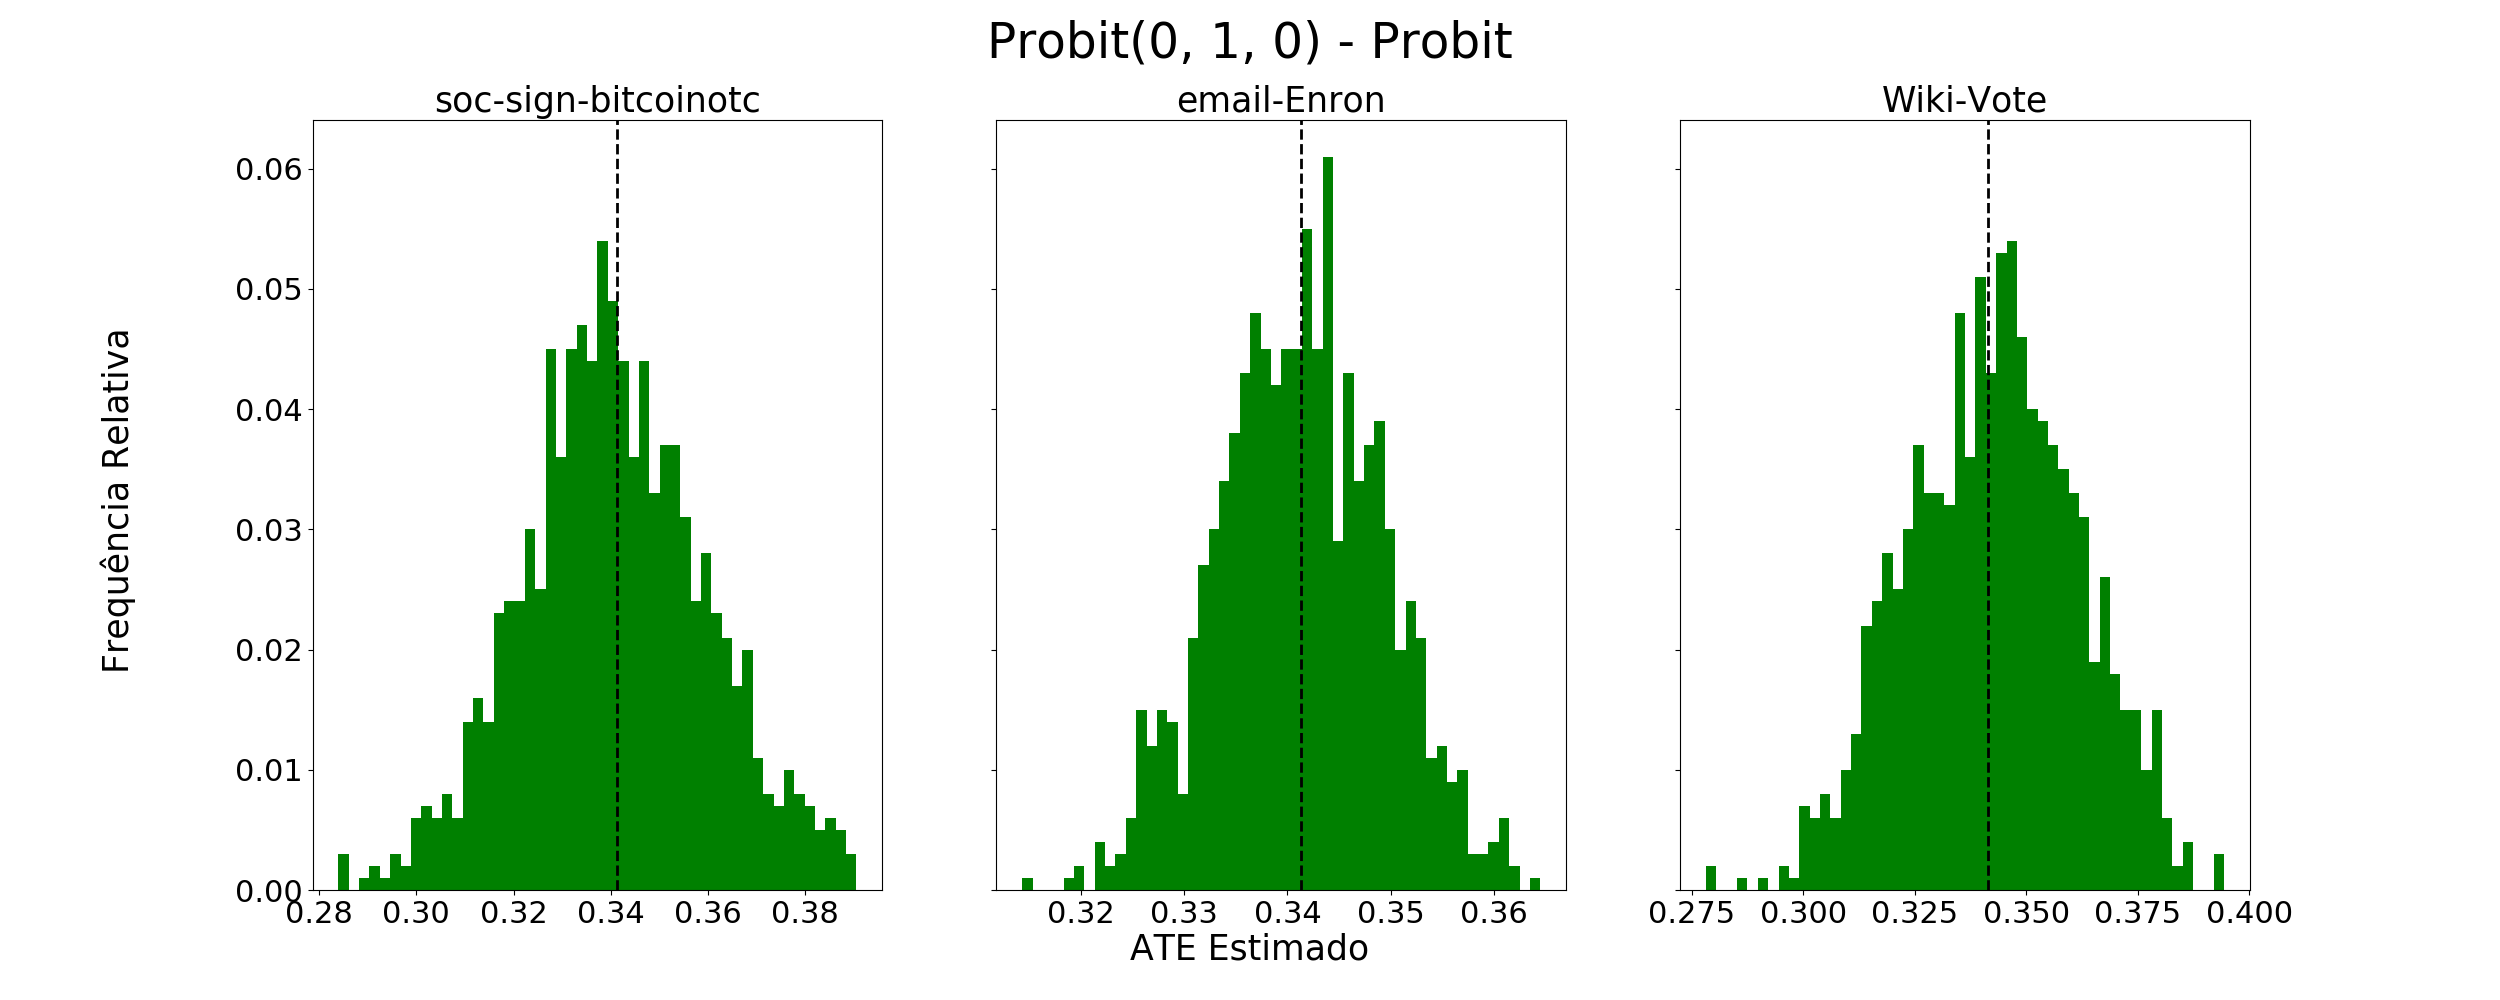 Probit(0, 1, 0) - Probit
soc-sign-bitcoinotc
email-Enron
Wiki-Vote
Frequência Relativa
0.06
0.05
0.04
0.03
0.02
0.01
0.00
0.28 0.30 0.32 0.34 0.36 0.38
0.32 0.33 0.34 0.35 0.36
0.275 0.300 0.325 0.350 0.375 0.400
ATE Estimado